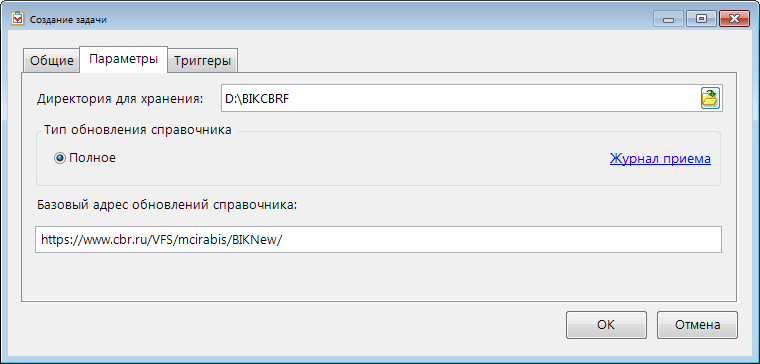 Создание задачи
Общие Параметры Триггеры
Директория для хранения: D:\BIKCBRF
Тип обновления справочника
Полное Журнал приема
Базовый адрес обновлений справочника:
https://www.cbr.ru/VFS/mcirabis/BIKNew/
OK Отмена